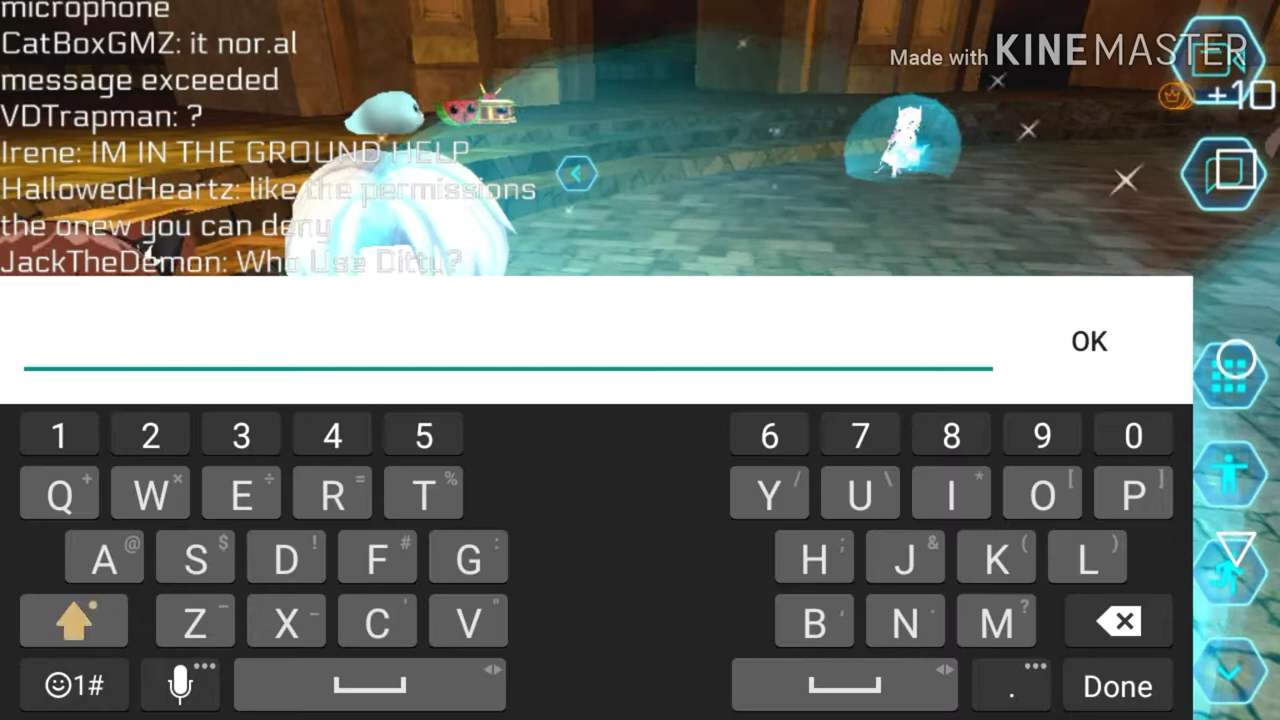 microphone
CatBoxGMZ: it nor.al
message exceeded
VDTrapman: ?
Irene: IM IN THE GROUND HELP
HallowedHeartz: like the permissions
the onew you can deny
JackTheDemon: Who Use Dittu?
Made with KINEMASTER
+10
OK
1 2 3 4 5 6 7 8 9 0
Q + W × E ÷ R = T % Y / U \ I * O [ P ]
A @ S $ D ! F # G : H ; J & K ( L )
Z _ X - C ' V " B , N . M ?
☺1# ... . ... Done